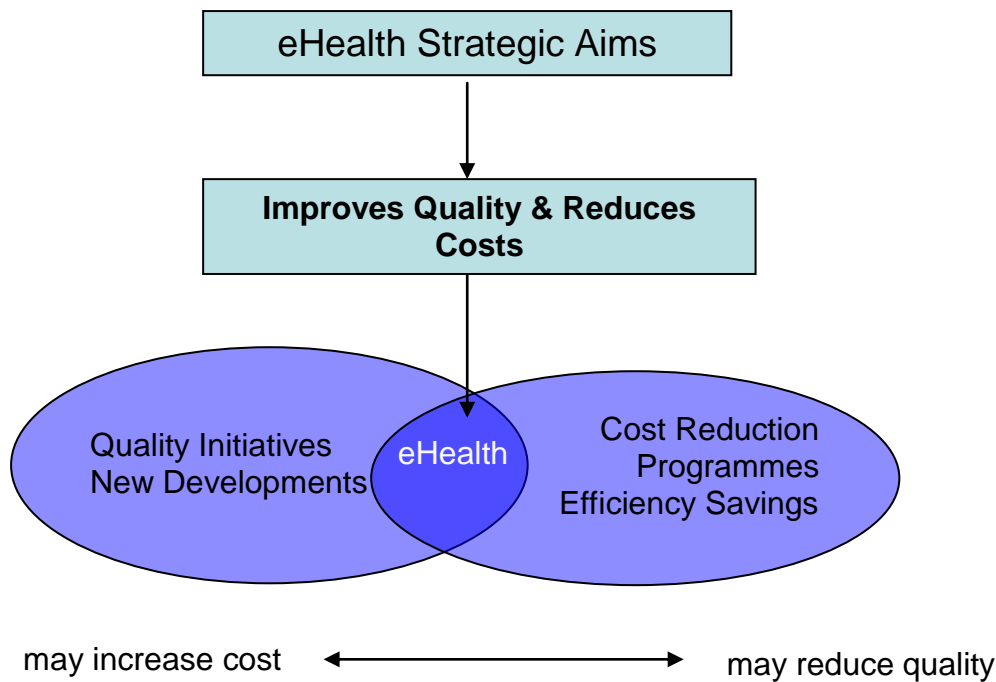 eHealth Strategic Aims
Improves Quality & Reduces
Costs
Quality Initiatives
New Developments
eHealth
Cost Reduction
Programmes
Efficiency Savings
may increase cost
may reduce quality